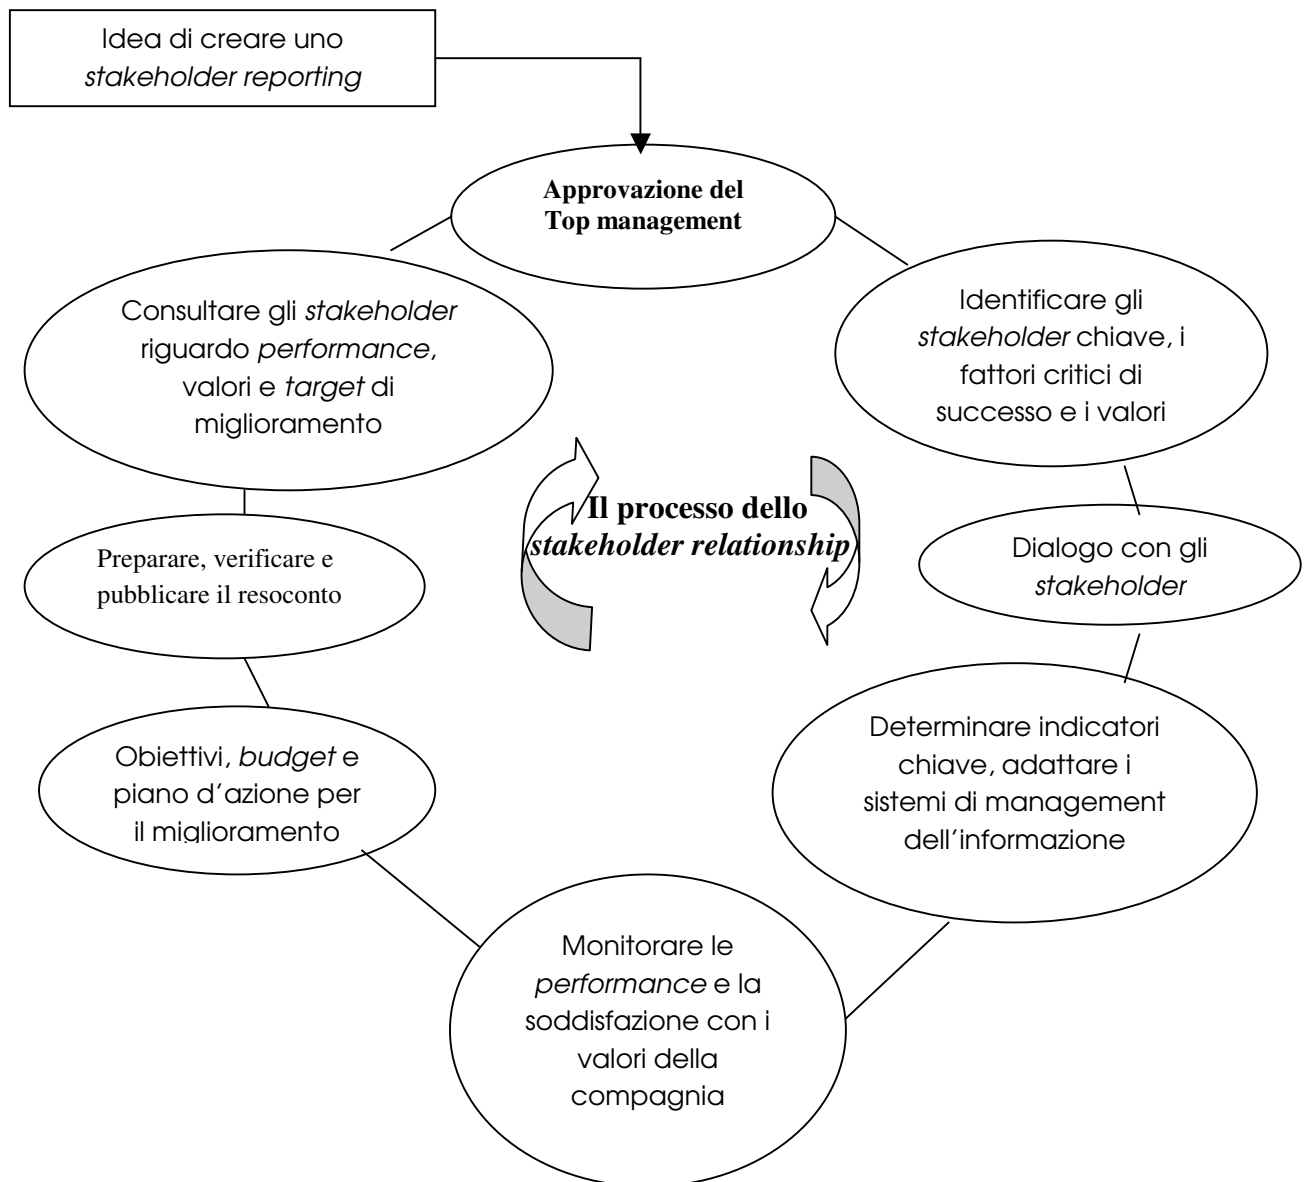 Idea di creare uno
stakeholder reporting
Approvazione del
Top management
Identificare gli
stakeholder chiave, i
fattori critici di
successo e i valori
Dialogo con gli
stakeholder
Determinare indicatori
chiave, adattare i
sistemi di management
dell’informazione
Monitorare le
performance e la
soddisfazione con i
valori della
compagnia
Obiettivi, budget e
piano d’azione per
il miglioramento
Preparare, verificare e
pubblicare il resoconto
Consultare gli stakeholder
riguardo performance,
valori e target di
miglioramento
Il processo dello
stakeholder relationship